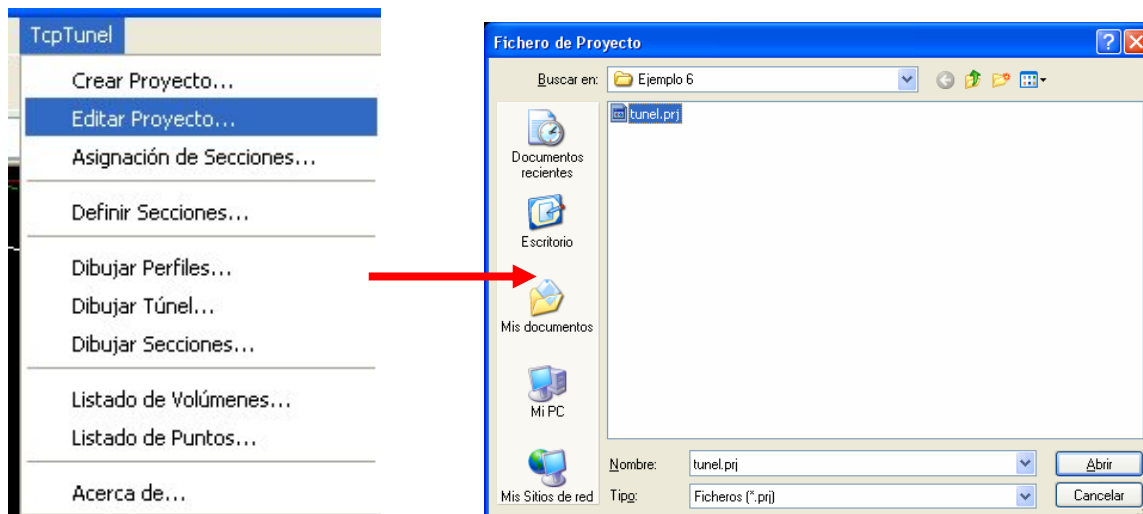 TcpTunel
Crear Proyecto...
Editar Proyecto...
Asignación de Secciones...
Definir Secciones...
Dibujar Perfiles...
Dibujar Túnel...
Dibujar Secciones...
Listado de Volúmenes...
Listado de Puntos...
Acerca de...
Fichero de Proyecto
Buscar en: Ejemplo 6
tunel.prj
Documentos
recientes
Escritorio
Mis documentos
Mi PC
Mis Sitios de red
Nombre: tunel.prj Abrir
Tipo: Ficheros (*.prj) Cancelar